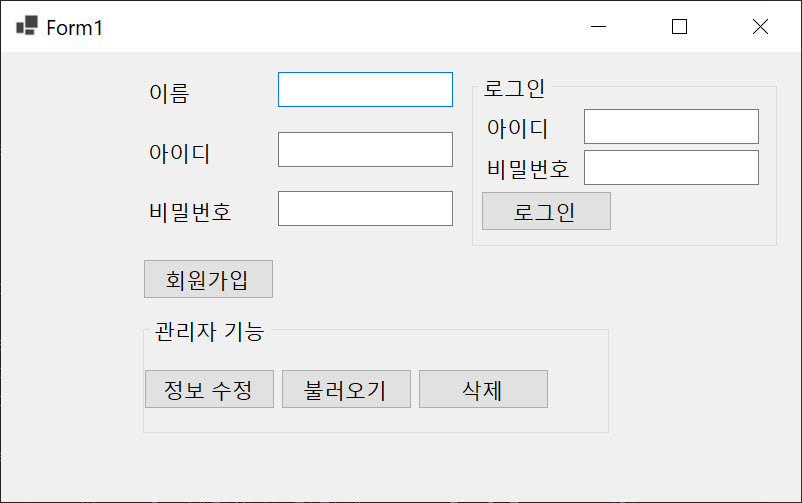 Form1
이름
아이디
비밀번호
회원가입
로그인
아이디
비밀번호
로그인
관리자 기능
정보 수정
불러오기
삭제